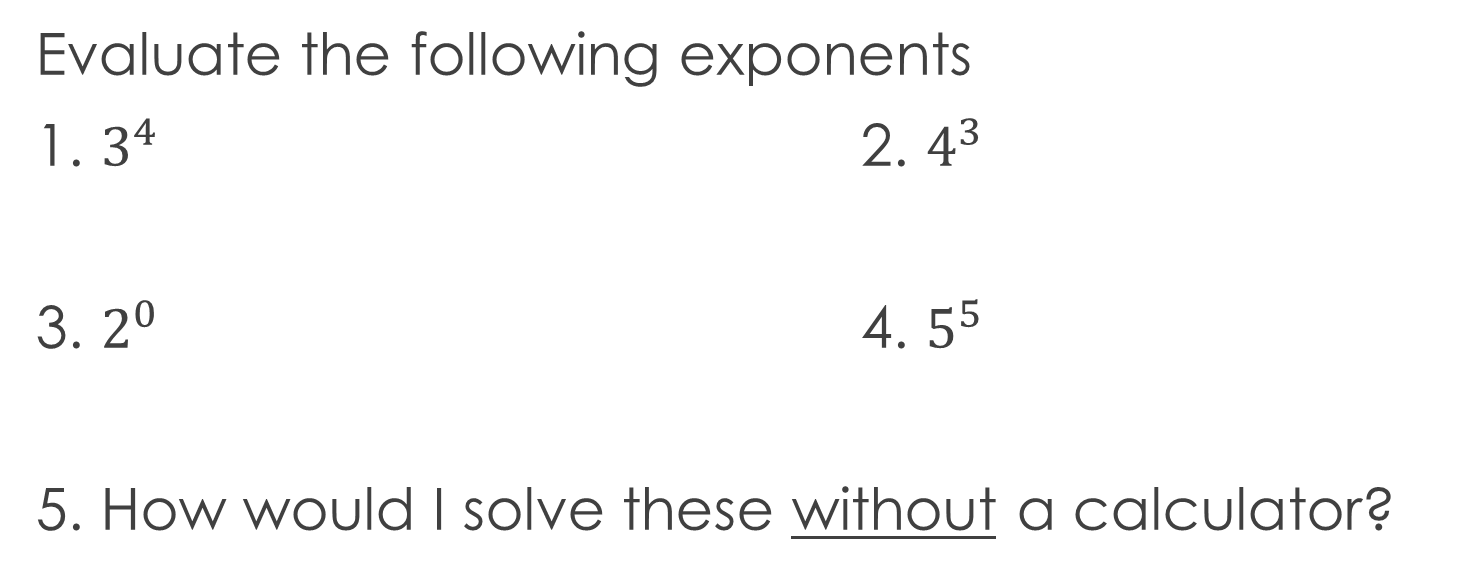 Evaluate the following exponents
1. 3⁴ 2. 4³
3. 2⁰ 4. 5⁵
5. How would I solve these without a calculator?